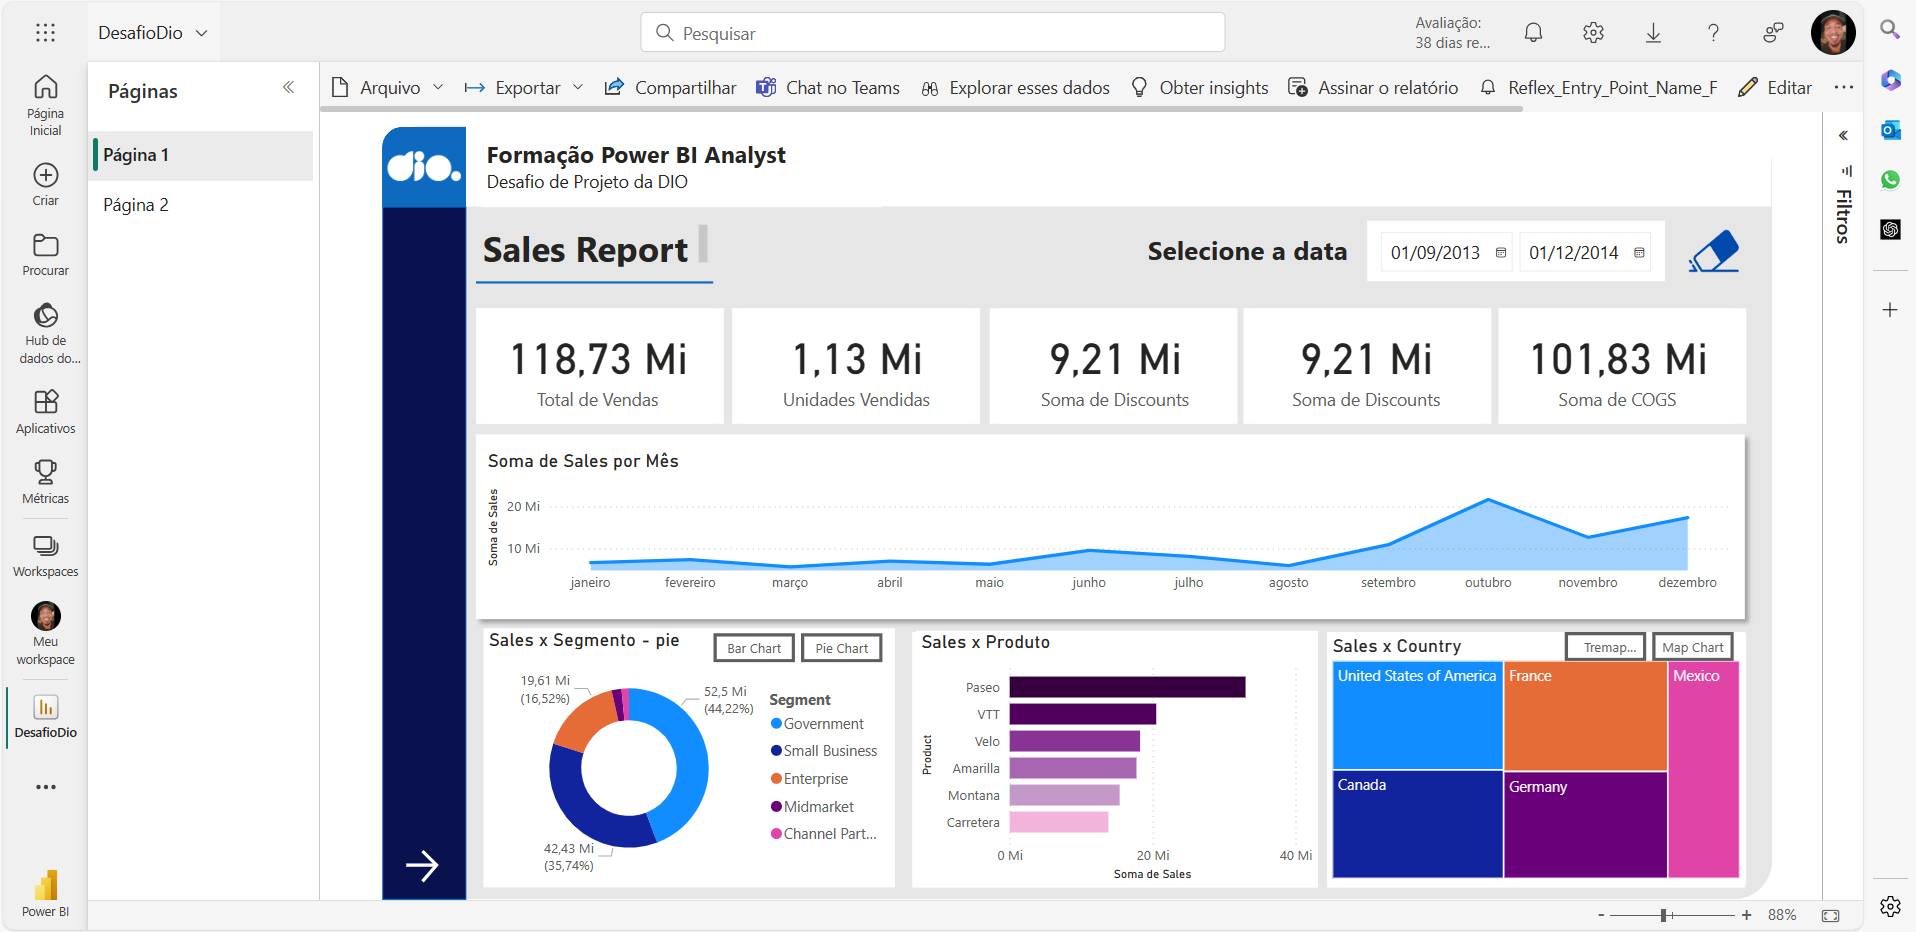 DesafioDio
Pesquisar
Avaliação:
38 dias re...
Página
Inicial
Criar
Procurar
Hub de
dados do...
Aplicativos
Métricas
Workspaces
Meu
workspace
DesafioDio
Power BI
Páginas
Página 1
Página 2
Arquivo
Exportar
Compartilhar
Chat no Teams
Explorar esses dados
Obter insights
Assinar o relatório
Reflex_Entry_Point_Name_F
Editar
Filtros
dio.
Formação Power BI Analyst
Desafio de Projeto da DIO
Sales Report
Selecione a data
01/09/2013
01/12/2014
118,73 Mi
Total de Vendas
1,13 Mi
Unidades Vendidas
9,21 Mi
Soma de Discounts
9,21 Mi
Soma de Discounts
101,83 Mi
Soma de COGS
Soma de Sales por Mês
Soma de Sales
20 Mi
10 Mi
janeiro
fevereiro
março
abril
maio
junho
julho
agosto
setembro
outubro
novembro
dezembro
Sales x Segmento - pie
Bar Chart
Pie Chart
19,61 Mi
(16,52%)
52,5 Mi
(44,22%)
42,43 Mi
(35,74%)
Segment
Government
Small Business
Enterprise
Midmarket
Channel Part...
Sales x Produto
Product
Paseo
VTT
Velo
Amarilla
Montana
Carretera
0 Mi
20 Mi
40 Mi
Soma de Sales
Sales x Country
Tremap...
Map Chart
United States of America
France
Mexico
Canada
Germany
- + 88%